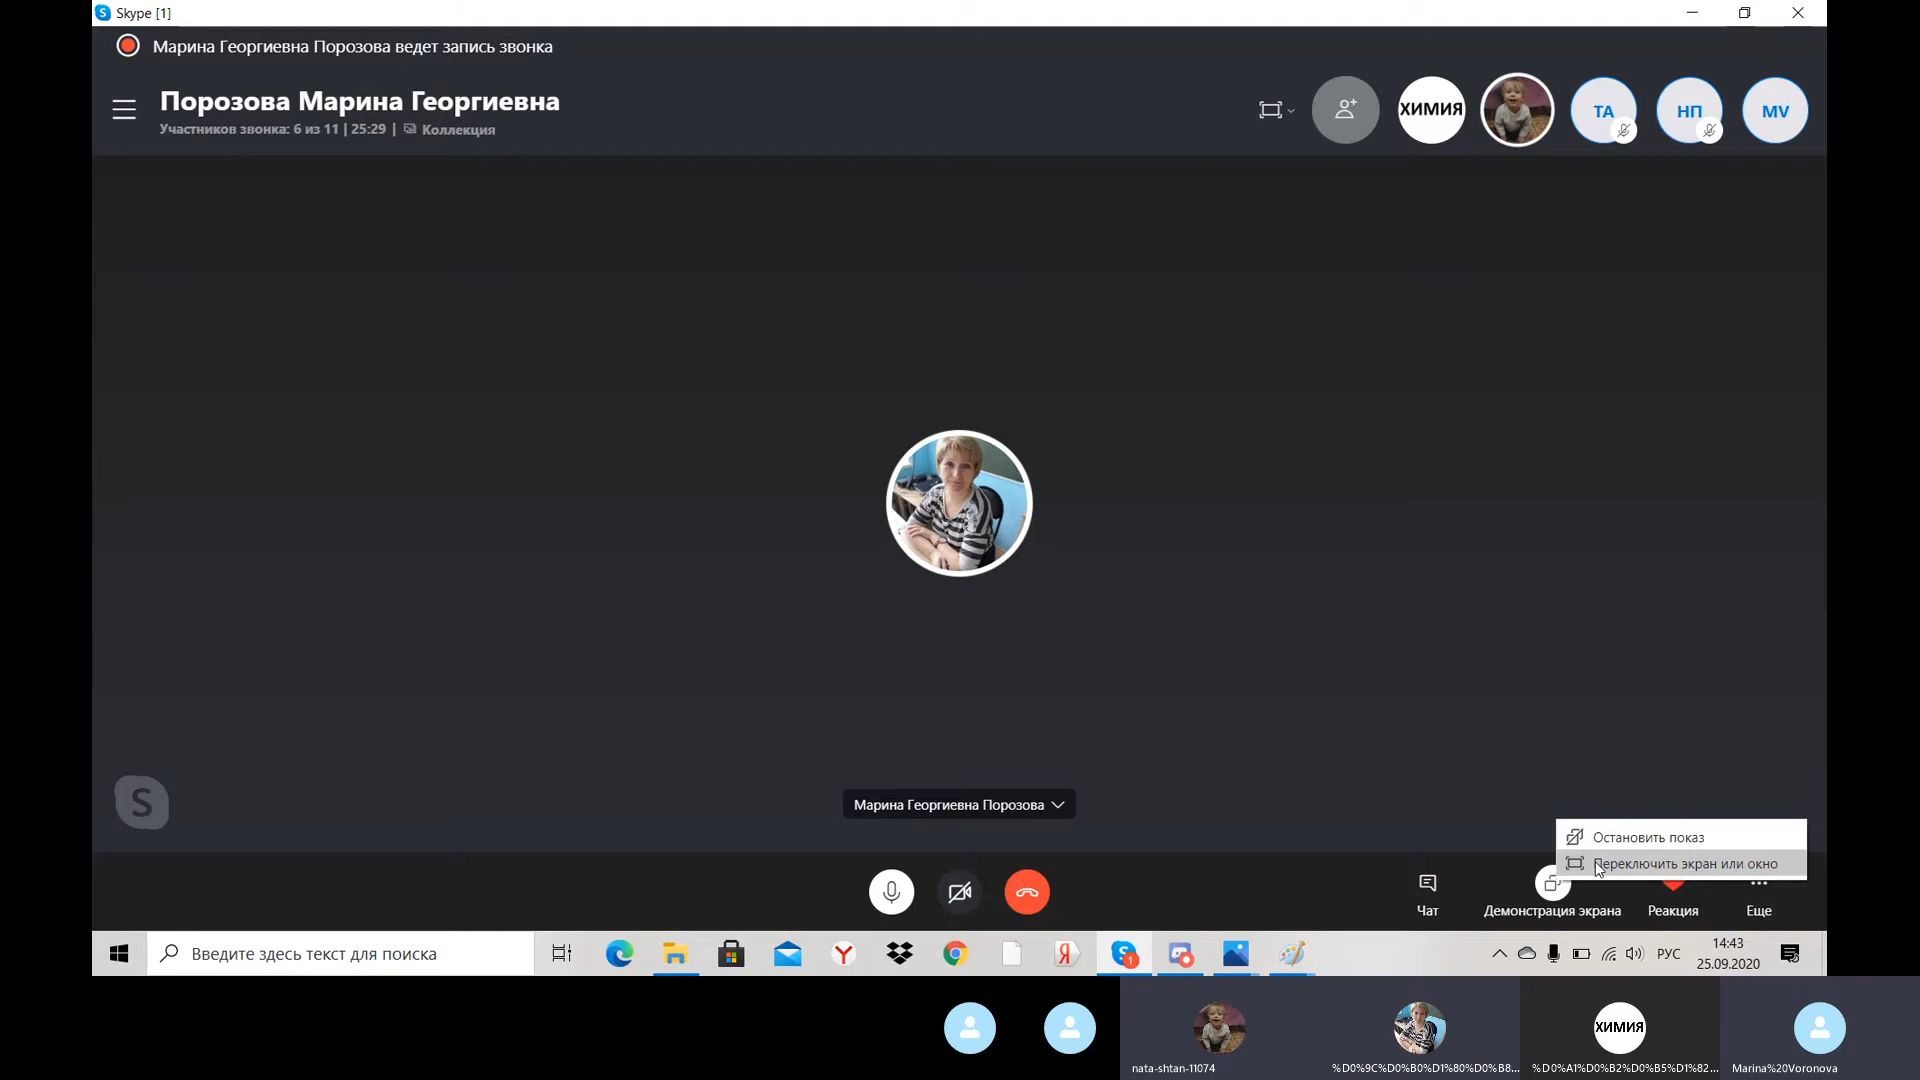 Skype [1]
Марина Георгиевна Порозова ведет запись звонка
Порозова Марина Георгиевна
Участников звонка: 6 из 11 | 25:29 | Коллекция
ХИМИЯ
TA
НП
MV
S
Марина Георгиевна Порозова
Остановить показ
Переключить экран или окно
Чат
Демонстрация экрана
Реакция
Еще
Введите здесь текст для поиска
1
РУС
14:43
25.09.2020
ХИМИЯ
nata-shtan-11074
%D0%9C%D0%B0%D1%80%D0%B8...
%D0%A1%D0%B2%D0%B5%D1%82...
Marina%20Voronova